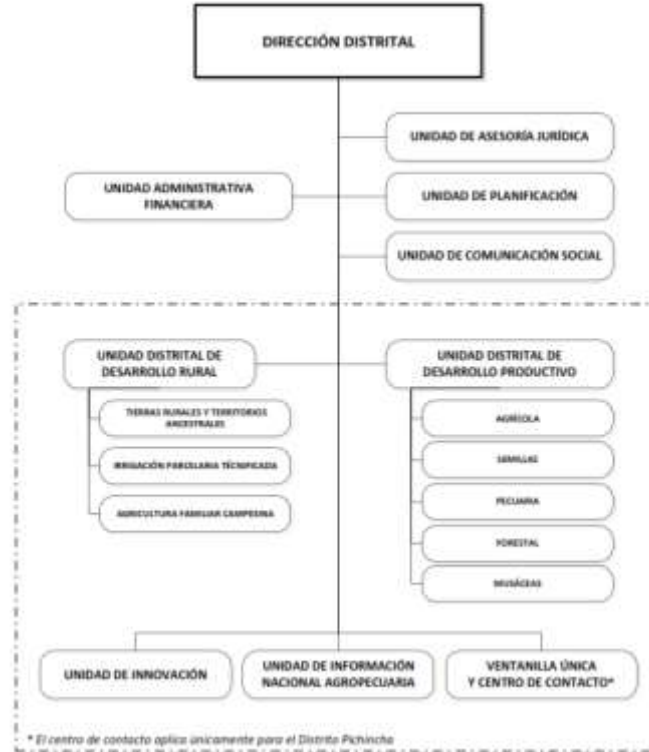 DIRECCIÓN DISTRITAL
UNIDAD DE ASESORÍA JURÍDICA
UNIDAD ADMINISTRATIVA
FINANCIERA
UNIDAD DE PLANIFICACIÓN
UNIDAD DE COMUNICACIÓN SOCIAL
UNIDAD DISTRITAL DE
DESARROLLO RURAL
TIERRAS RURALES Y TERRITORIOS
ANCESTRALES
IRRIGACIÓN PARCELARIA TÉCNIFICADA
AGRICULTURA FAMILIAR CAMPESINA
UNIDAD DISTRITAL DE
DESARROLLO PRODUCTIVO
AGRÍCOLA
SEMILLAS
PECUARIA
FORESTAL
MUSÁCEAS
UNIDAD DE INNOVACIÓN
UNIDAD DE INFORMACIÓN
NACIONAL AGROPECUARIA
VENTANILLA ÚNICA
Y CENTRO DE CONTACTO*
* El centro de contacto aplica únicamente para el Distrito Pichincha